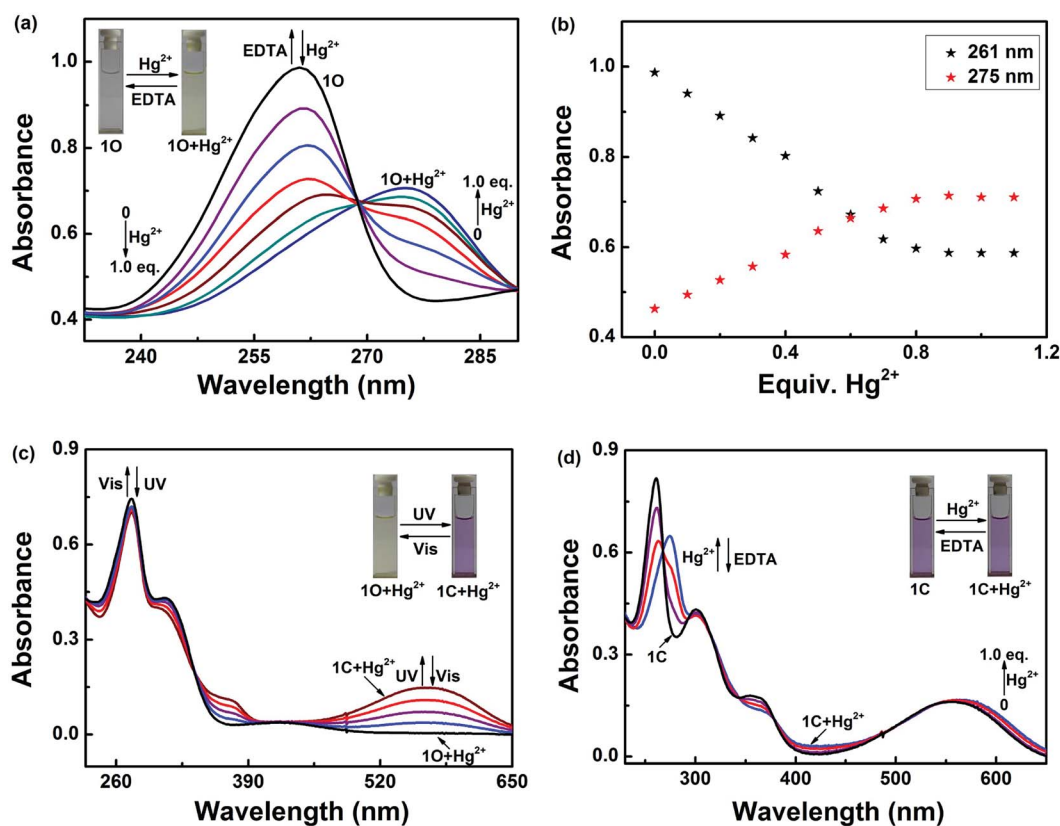 (a)
Absorbance
1.0
0.8
0.6
0.4
240
255
270
285
Wavelength (nm)
EDTA
Hg²⁺
1O
Hg²⁺
EDTA
1O
1O+Hg²⁺
0
Hg²⁺
1.0 eq.
1O+Hg²⁺
1.0 eq.
Hg²⁺
0
(b)
Absorbance
1.0
0.8
0.6
0.4
0.0
0.4
0.8
1.2
Equiv. Hg²⁺
261 nm
275 nm
(c)
Absorbance
0.9
0.6
0.3
0.0
260
390
520
650
Wavelength (nm)
Vis
UV
UV
Vis
1O+Hg²⁺
1C+Hg²⁺
1C+Hg²⁺
UV
Vis
1O+Hg²⁺
(d)
Absorbance
0.9
0.6
0.3
0.0
300
400
500
600
Wavelength (nm)
Hg²⁺
EDTA
Hg²⁺
EDTA
1C
1C+Hg²⁺
1C
1C+Hg²⁺
1.0 eq.
Hg²⁺
0